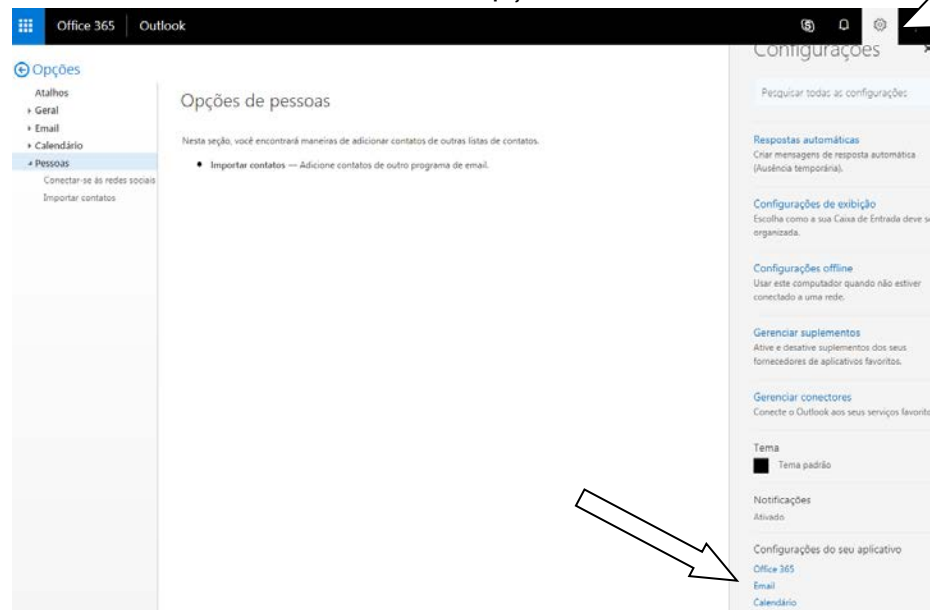 Office 365 Outlook
Opções
Atalhos
Geral
Email
Calendário
Pessoas
Conectar-se às redes sociais
Importar contatos
Opções de pessoas
Nesta seção, você encontrará maneiras de adicionar contatos de outras listas de contatos.
• Importar contatos — Adicione contatos de outro programa de email.
Configurações
Pesquisar todas as configurações
Respostas automáticas
Criar mensagens de resposta automática
(Ausência temporária).
Configurações de exibição
Escolha como a sua Caixa de Entrada deve s
organizada.
Configurações offline
Usar este computador quando não estiver
conectado a uma rede.
Gerenciar suplementos
Ative e desative suplementos dos seus
fornecedores de aplicativos favoritos.
Gerenciar conectores
Conecte o Outlook aos seus serviços favorito
Tema
Tema padrão
Notificações
Ativado
Configurações do seu aplicativo
Office 365
Email
Calendário